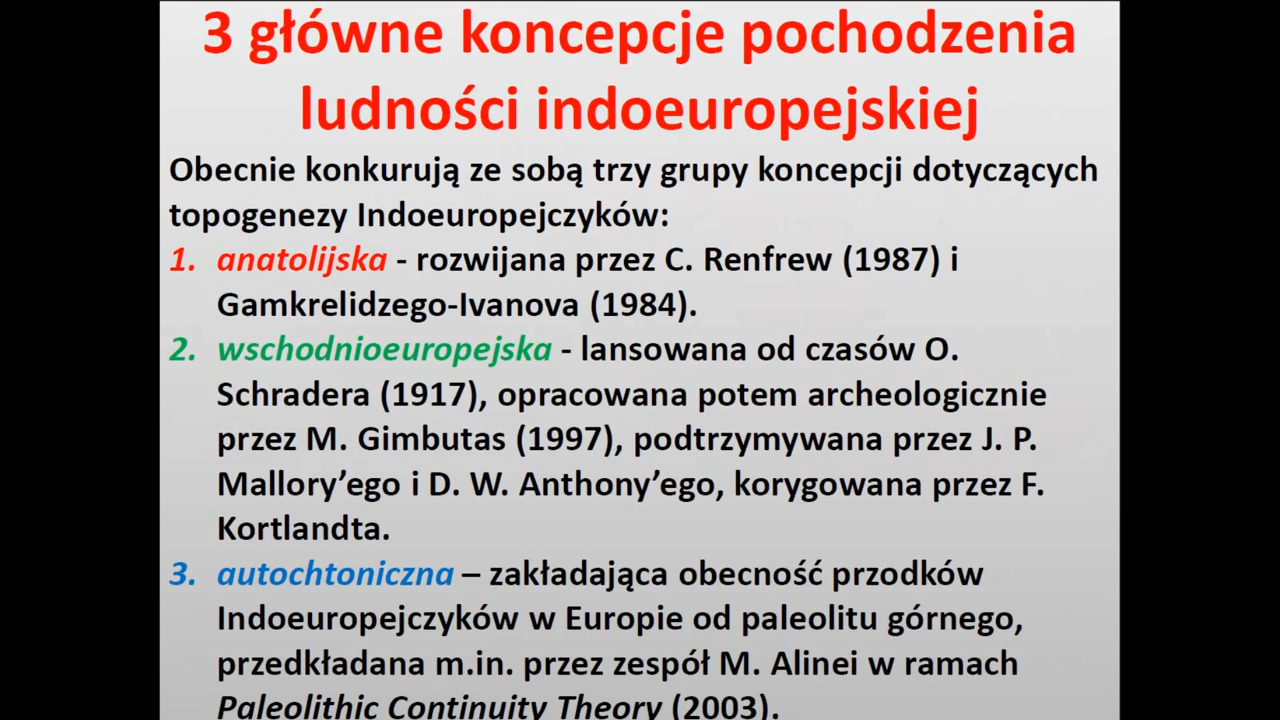 3 główne koncepcje pochodzenia
ludności indoeuropejskiej
Obecnie konkurują ze sobą trzy grupy koncepcji dotyczących
topogenezy Indoeuropejczyków:
1. anatolijska - rozwijana przez C. Renfrew (1987) i
Gamkrelidzego-Ivanova (1984).
2. wschodnioeuropejska - lansowana od czasów O.
Schradera (1917), opracowana potem archeologicznie
przez M. Gimbutas (1997), podtrzymywana przez J. P.
Mallory’ego i D. W. Anthony’ego, korygowana przez F.
Kortlandta.
3. autochtoniczna – zakładająca obecność przodków
Indoeuropejczyków w Europie od paleolitu górnego,
przedkładana m.in. przez zespół M. Alinei w ramach
Paleolithic Continuity Theory (2003).